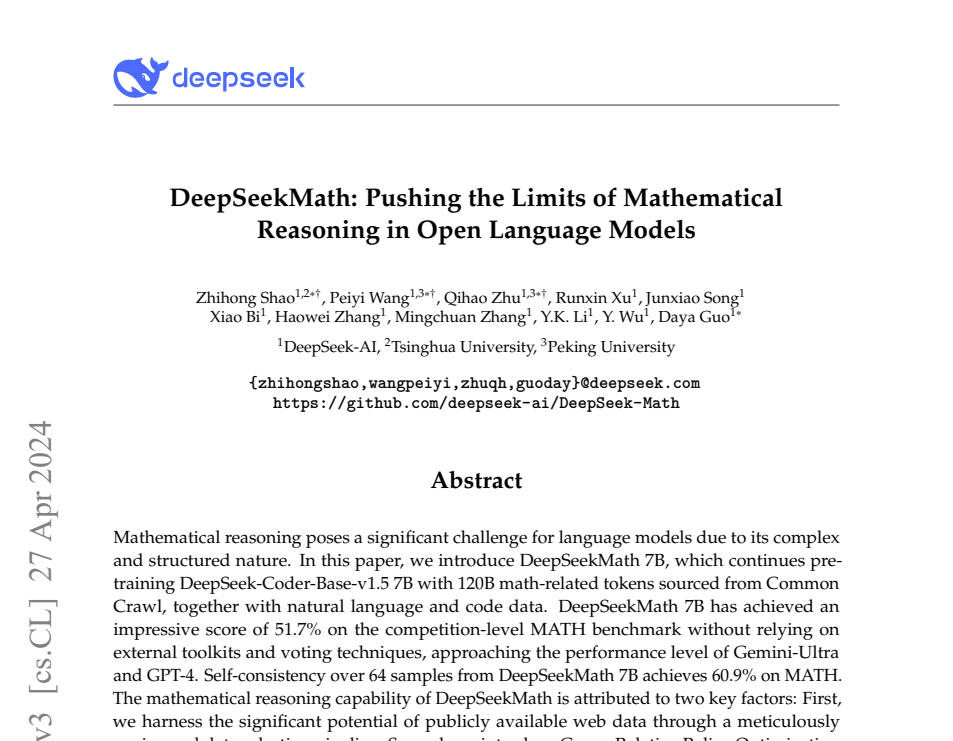 deepseek
DeepSeekMath: Pushing the Limits of Mathematical
Reasoning in Open Language Models
Zhihong Shao1,2∗†, Peiyi Wang1,3∗†, Qihao Zhu1,3∗†, Runxin Xu1, Junxiao Song1
Xiao Bi1, Haowei Zhang1, Mingchuan Zhang1, Y.K. Li1, Y. Wu1, Daya Guo1∗
1DeepSeek-AI, 2Tsinghua University, 3Peking University
{zhihongshao,wangpeiyi,zhuqh,guoday}@deepseek.com
https://github.com/deepseek-ai/DeepSeek-Math
Abstract
Mathematical reasoning poses a significant challenge for language models due to its complex
and structured nature. In this paper, we introduce DeepSeekMath 7B, which continues pre-
training DeepSeek-Coder-Base-v1.5 7B with 120B math-related tokens sourced from Common
Crawl, together with natural language and code data. DeepSeekMath 7B has achieved an
impressive score of 51.7% on the competition-level MATH benchmark without relying on
external toolkits and voting techniques, approaching the performance level of Gemini-Ultra
and GPT-4. Self-consistency over 64 samples from DeepSeekMath 7B achieves 60.9% on MATH.
The mathematical reasoning capability of DeepSeekMath is attributed to two key factors: First,
we harness the significant potential of publicly available web data through a meticulously
v3 [cs.CL] 27 Apr 2024